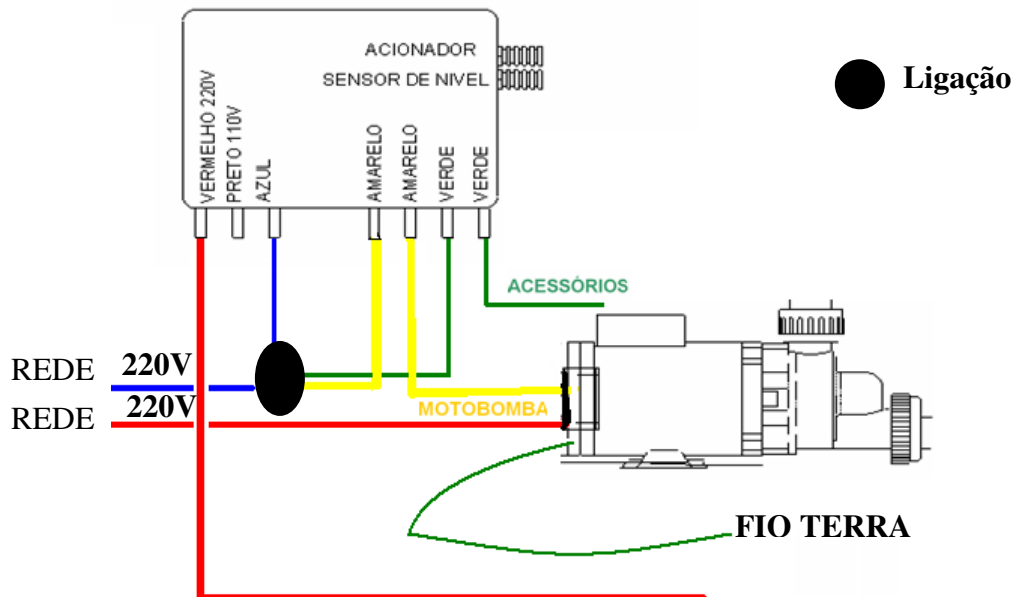 ACIONADOR
SENSOR DE NIVEL
Ligação
VERMELHO 220V
PRETO 110V
AZUL
AMARELO
AMARELO
VERDE
VERDE
ACESSÓRIOS
REDE 220V
REDE 220V
MOTOBOMBA
FIO TERRA